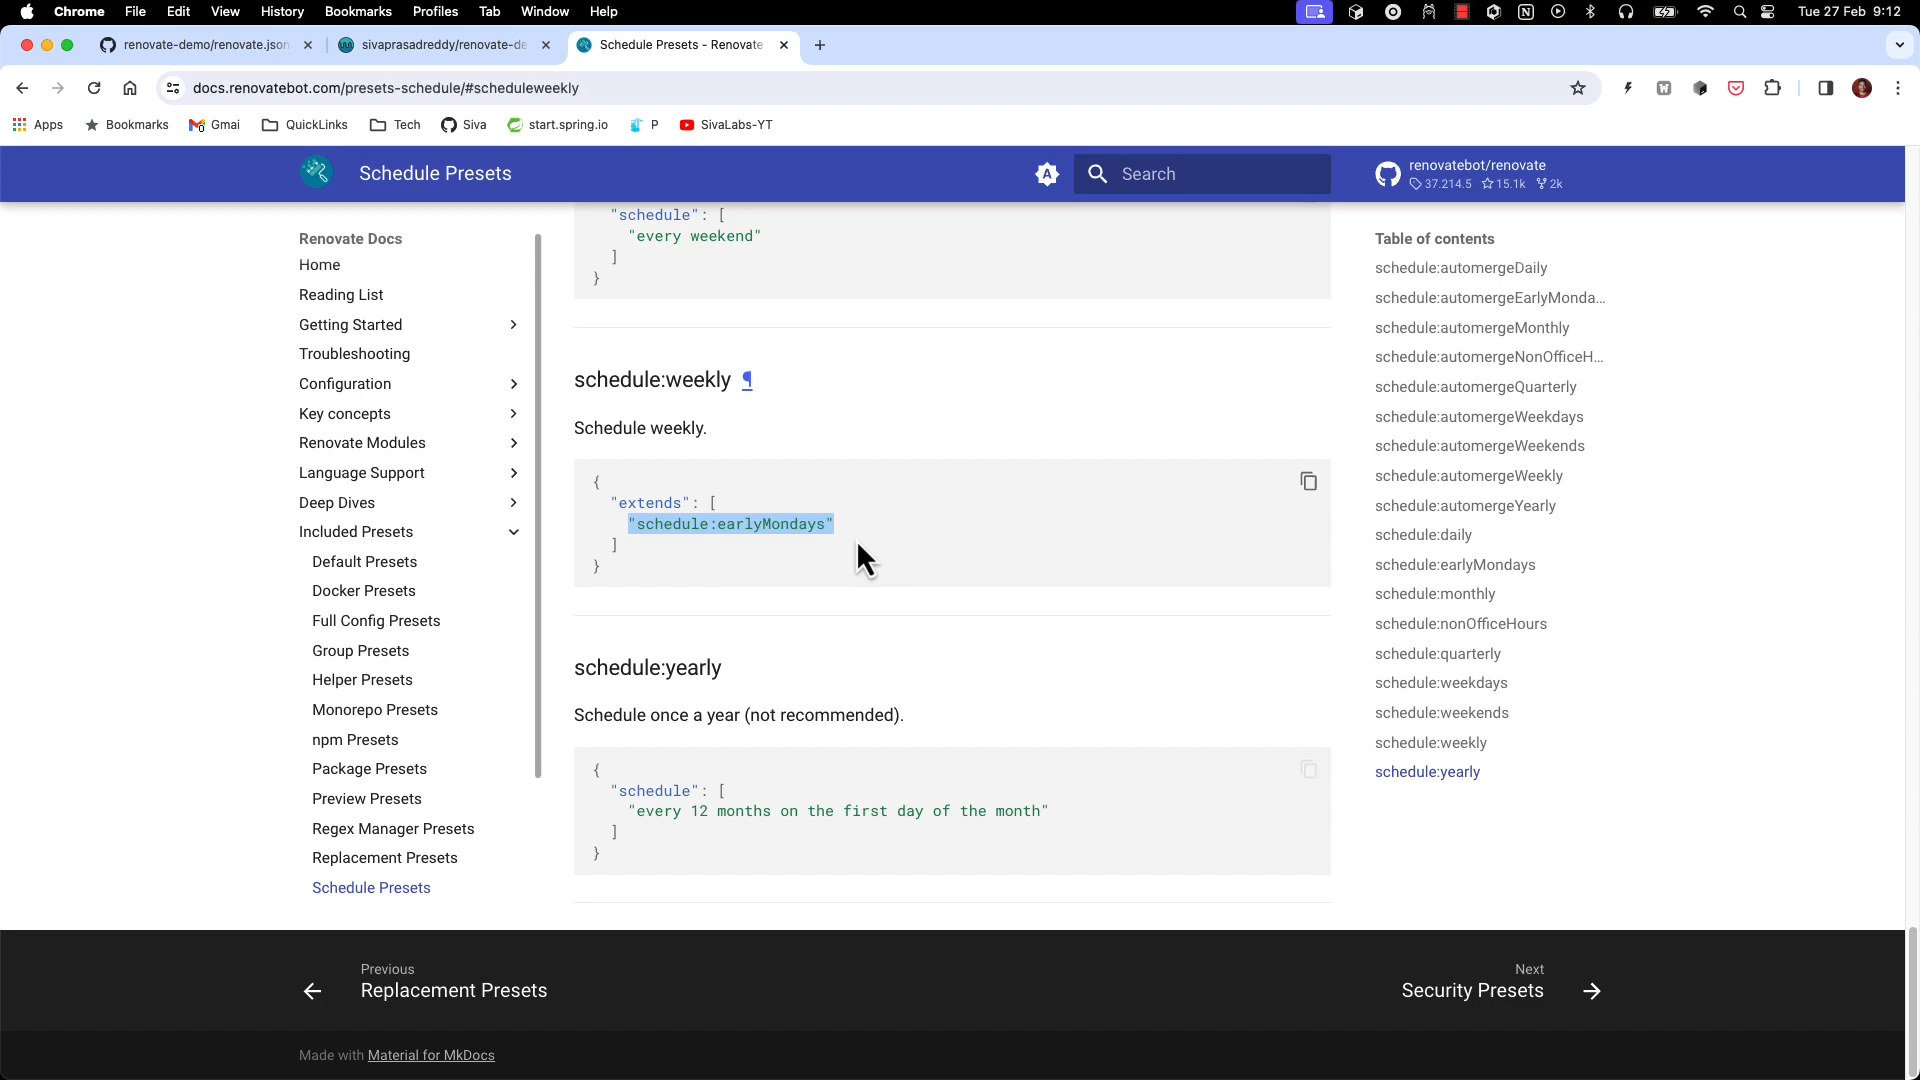 Chrome File Edit View History Bookmarks Profiles Tab Window Help Tue 27 Feb 9:12
renovate-demo/renovate.json sivaprasadreddy/renovate-de Schedule Presets - Renovate
docs.renovatebot.com/presets-schedule/#scheduleweekly
Apps Bookmarks Gmai QuickLinks Tech Siva start.spring.io P SivaLabs-YT
Schedule Presets
Search
renovatebot/renovate
37.214.5 15.1k 2k
Renovate Docs
Home
Reading List
Getting Started
Troubleshooting
Configuration
Key concepts
Renovate Modules
Language Support
Deep Dives
Included Presets
Default Presets
Docker Presets
Full Config Presets
Group Presets
Helper Presets
Monorepo Presets
npm Presets
Package Presets
Preview Presets
Regex Manager Presets
Replacement Presets
Schedule Presets
"schedule": [
"every weekend"
]
}
schedule:weekly ¶
Schedule weekly.
{
"extends": [
"schedule:earlyMondays"
]
}
schedule:yearly
Schedule once a year (not recommended).
{
"schedule": [
"every 12 months on the first day of the month"
]
}
Table of contents
schedule:automergeDaily
schedule:automergeEarlyMonda...
schedule:automergeMonthly
schedule:automergeNonOfficeH...
schedule:automergeQuarterly
schedule:automergeWeekdays
schedule:automergeWeekends
schedule:automergeWeekly
schedule:automergeYearly
schedule:daily
schedule:earlyMondays
schedule:monthly
schedule:nonOfficeHours
schedule:quarterly
schedule:weekdays
schedule:weekends
schedule:weekly
schedule:yearly
Previous
Replacement Presets
Next
Security Presets
Made with Material for MkDocs